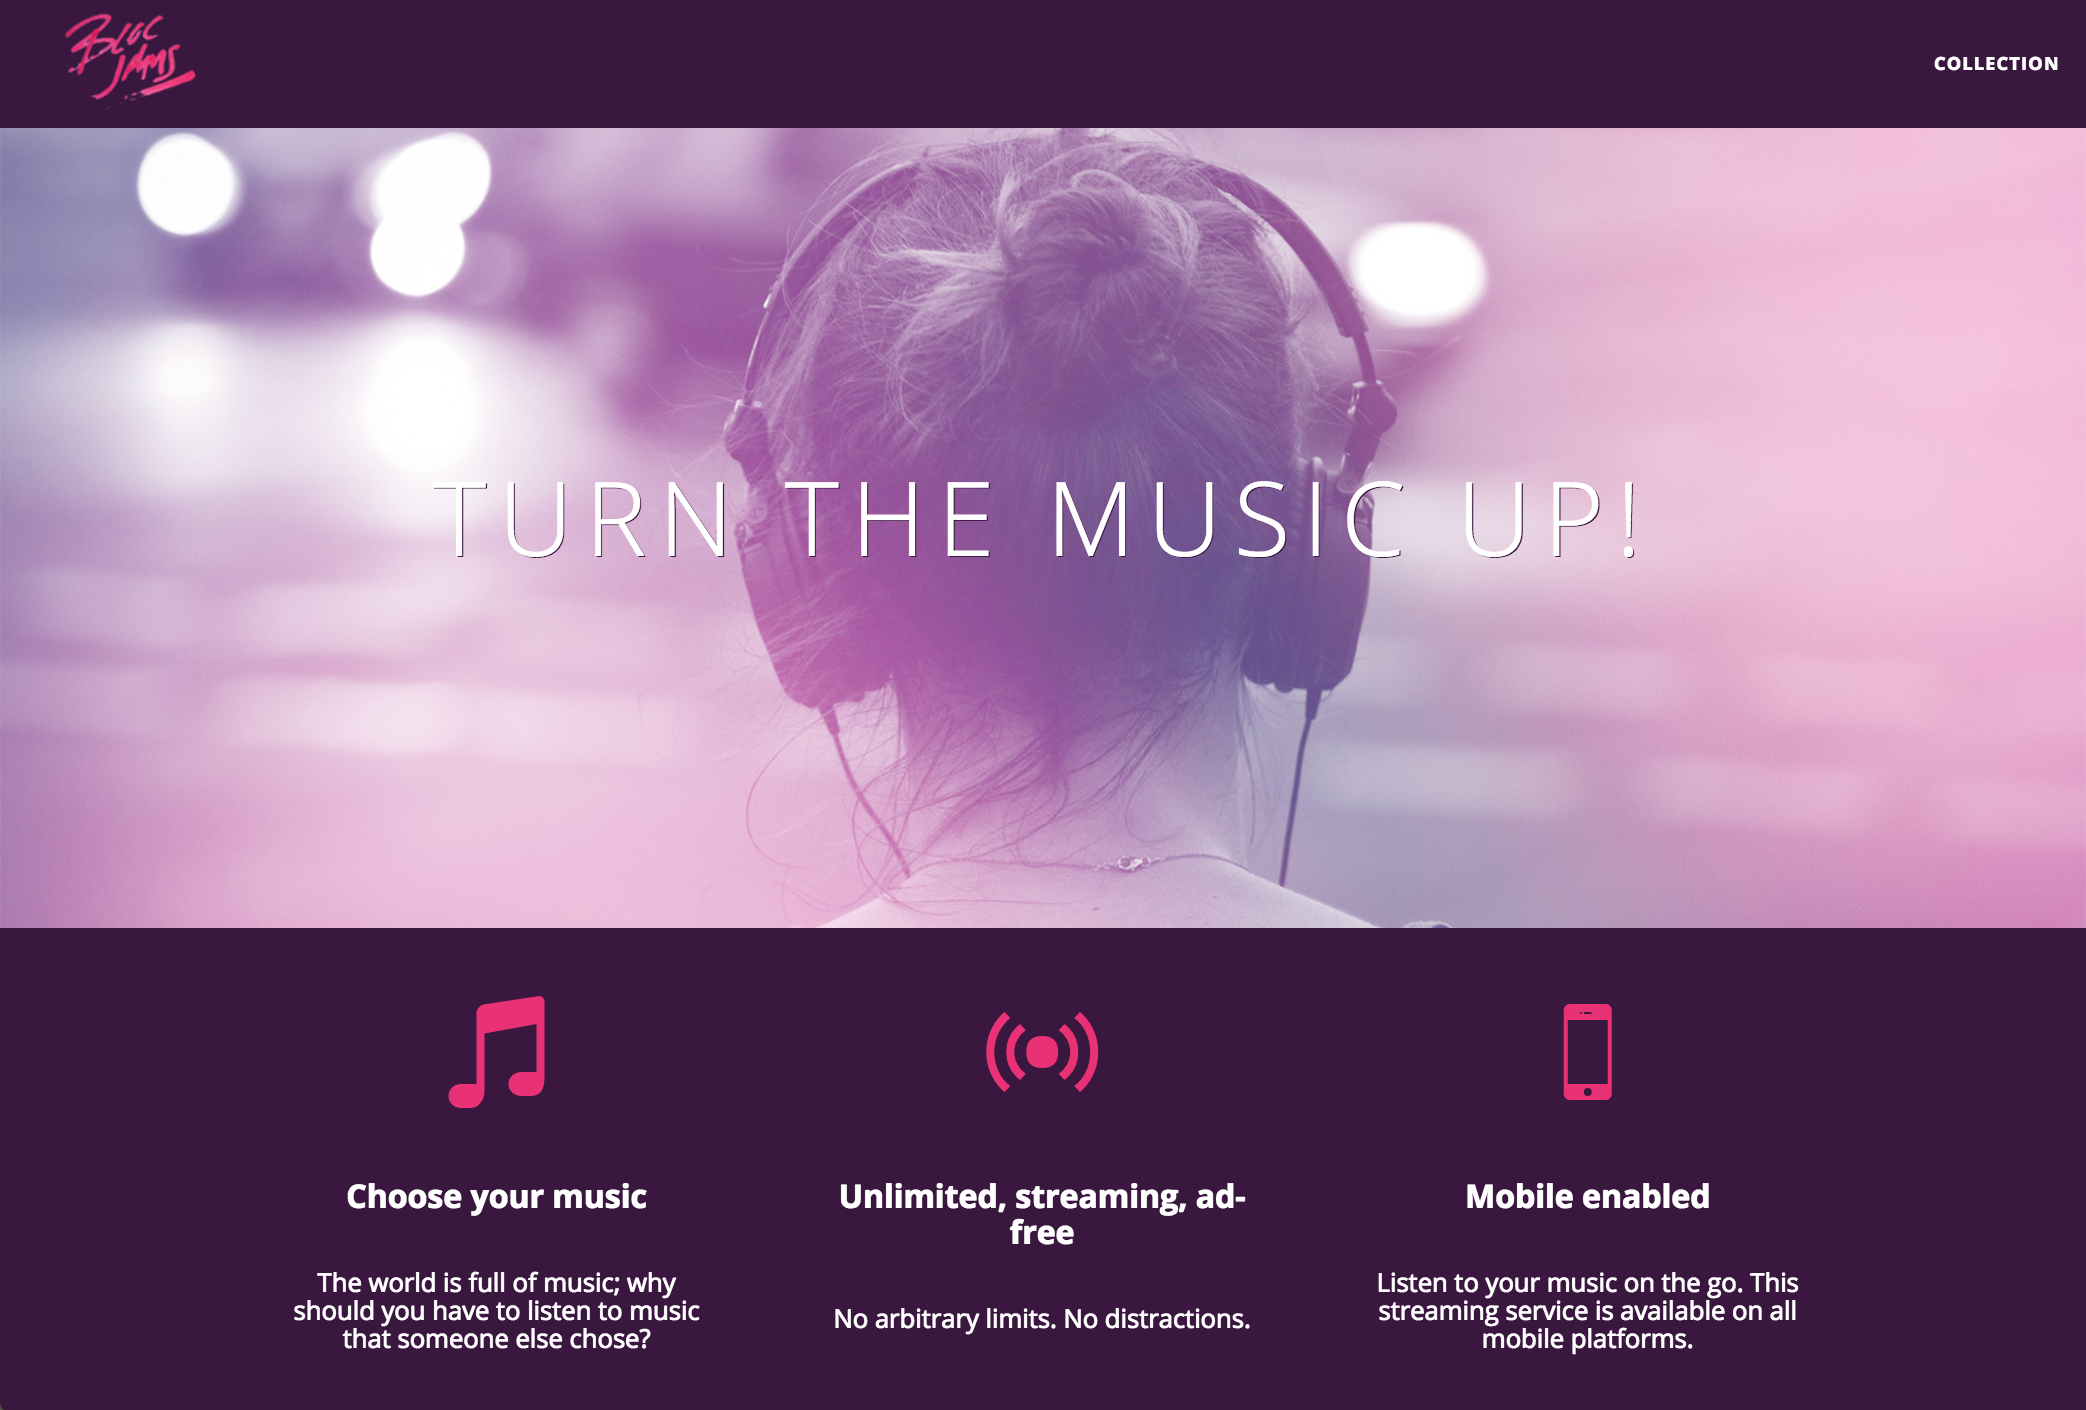 BLOC
JAMS
COLLECTION
TURN THE MUSIC UP!
Choose your music
The world is full of music; why
should you have to listen to music
that someone else chose?
Unlimited, streaming, ad-
free
No arbitrary limits. No distractions.
Mobile enabled
Listen to your music on the go. This
streaming service is available on all
mobile platforms.